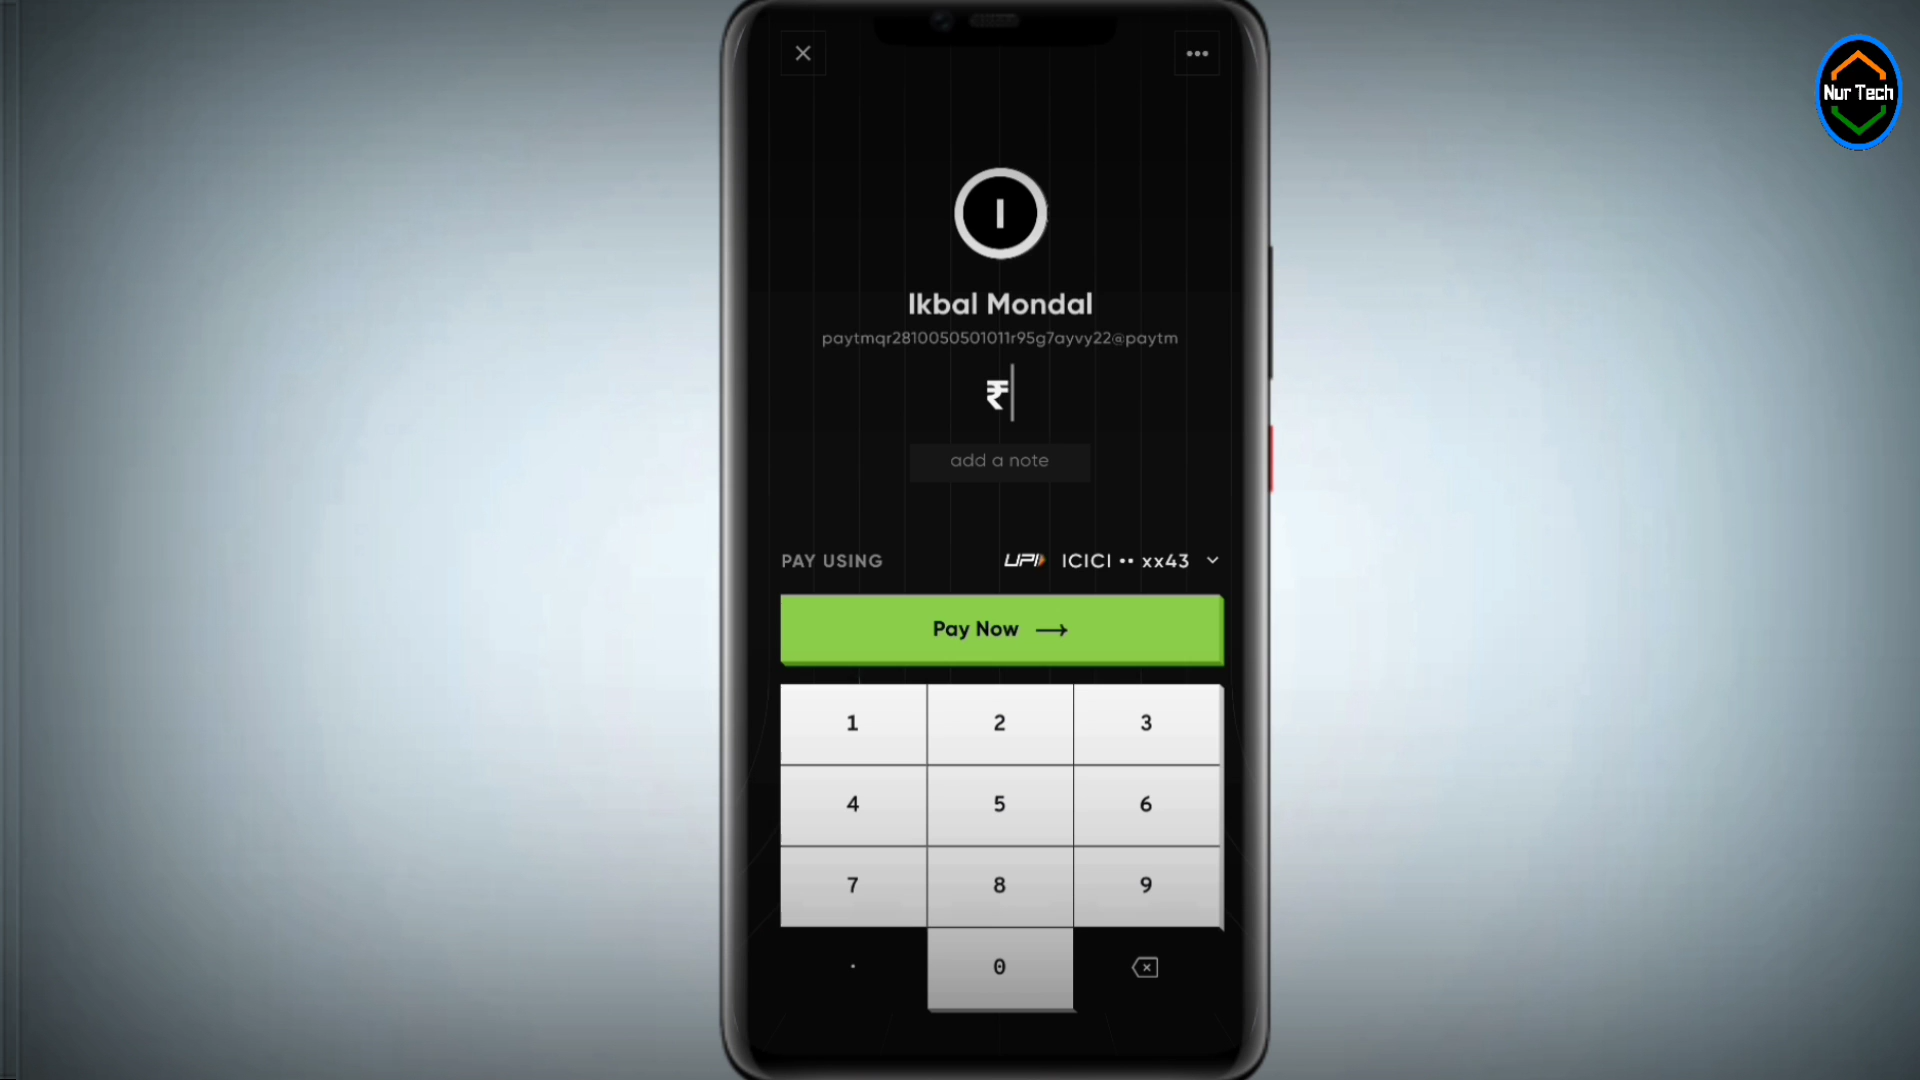 Nur Tech
I
Ikbal Mondal
paytmqr2810050501011r95g7ayvy22@paytm
₹
add a note
PAY USING UPI ICICI •• xx43
Pay Now →
1 2 3
4 5 6
7 8 9
. 0